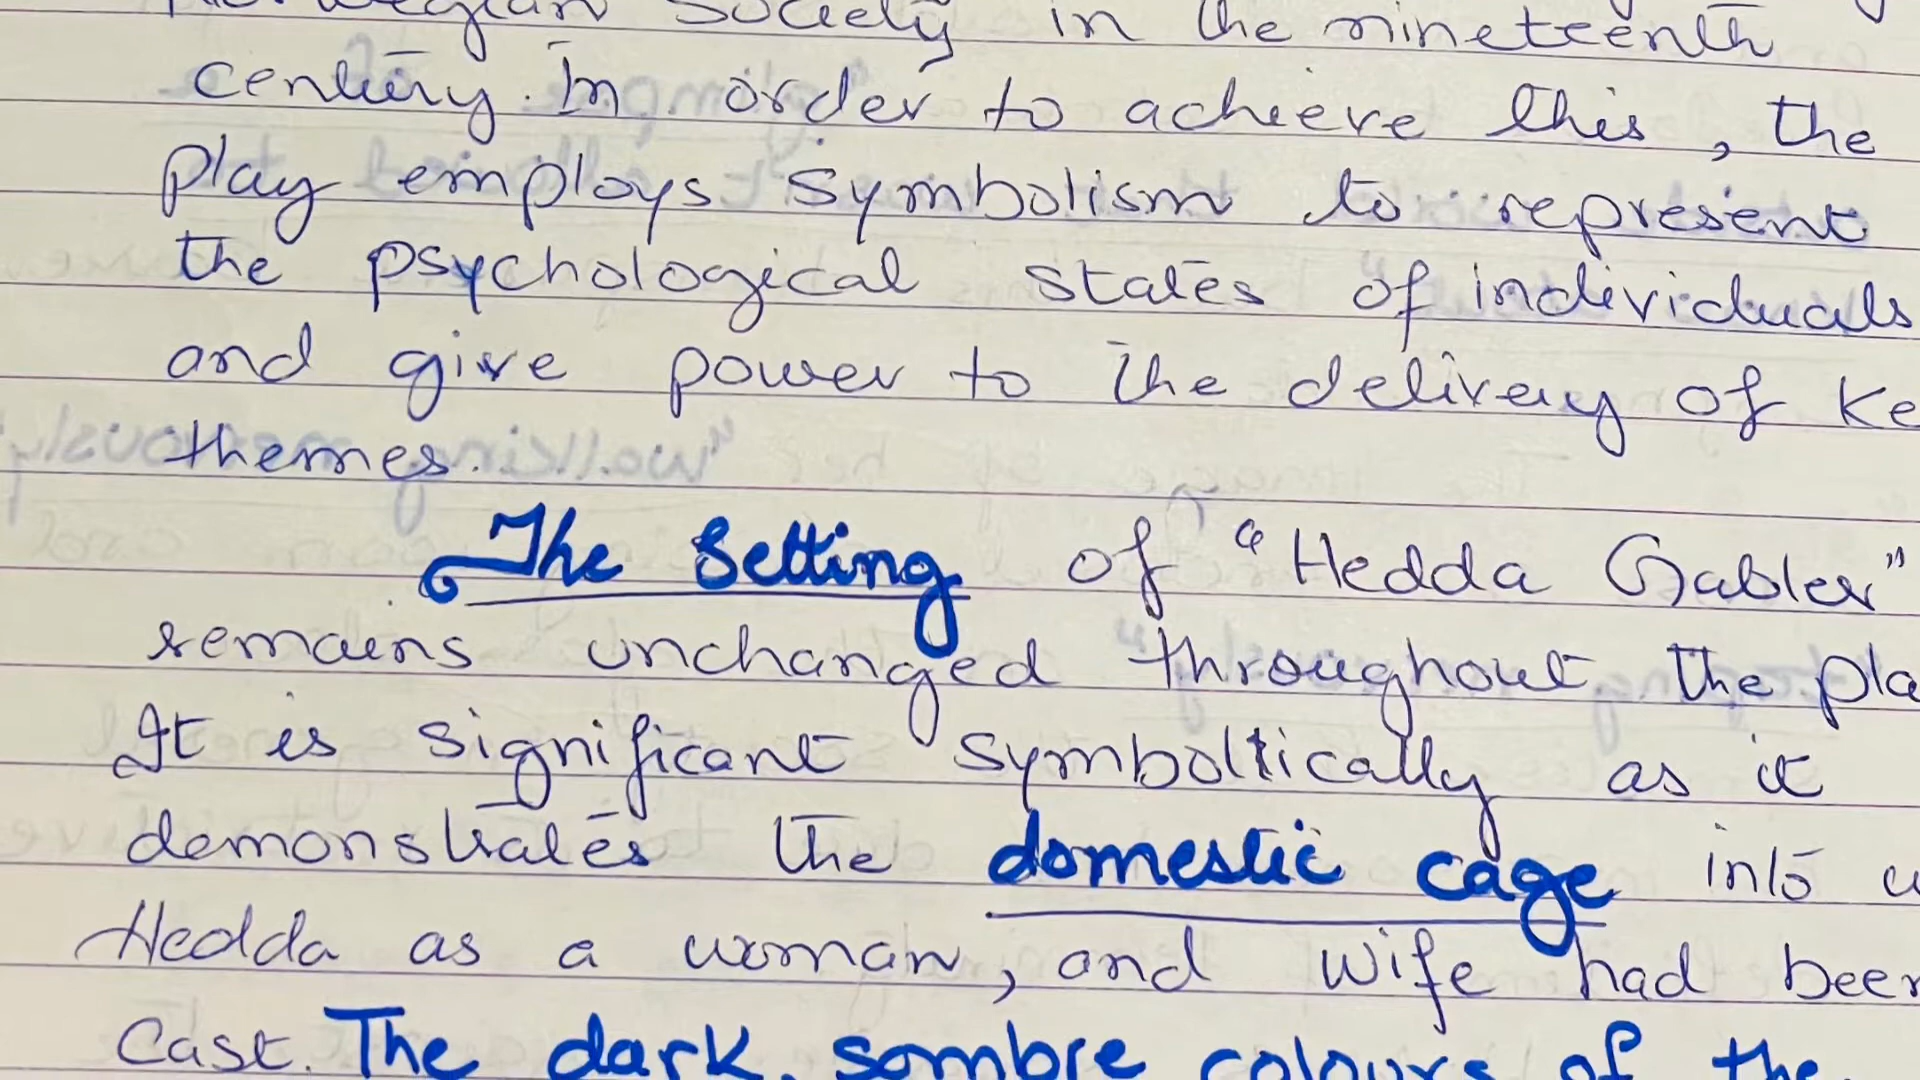 Norwegian Society in the nineteenth
century. In order to achieve this, the
play employs symbolism to represent
the psychological states of individuals
and give power to the delivery of Ke
themes.
The Setting of "Hedda Gabler"
remains unchanged throughout the pla
It is significant symboltically as it
demonstrates the domestic cage into w
Hedda as a woman, and wife had been
Cast. The dark, sombre colours of the